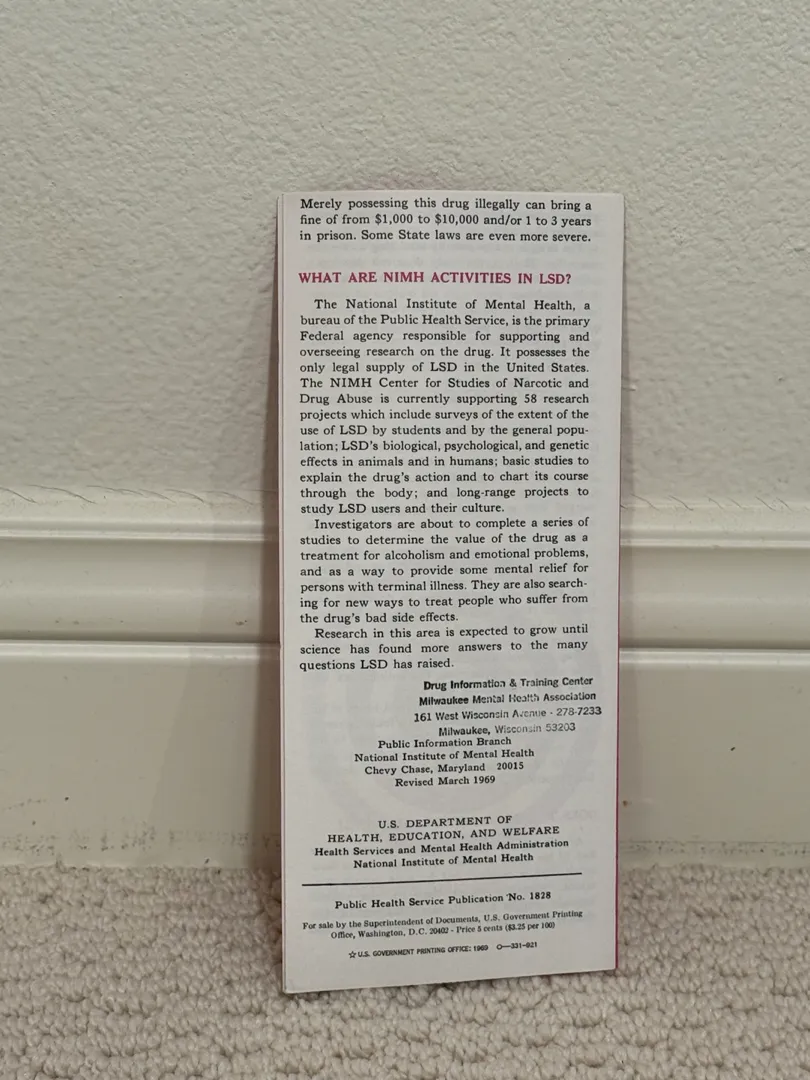 Merely possessing this drug illegally can bring a
fine of from $1,000 to $10,000 and/or 1 to 3 years
in prison. Some State laws are even more severe.
WHAT ARE NIMH ACTIVITIES IN LSD?
The National Institute of Mental Health, a
bureau of the Public Health Service, is the primary
Federal agency responsible for supporting and
overseeing research on the drug. It possesses the
only legal supply of LSD in the United States.
The NIMH Center for Studies of Narcotic and
Drug Abuse is currently supporting 58 research
projects which include surveys of the extent of the
use of LSD by students and by the general popu-
lation; LSD's biological, psychological, and genetic
effects in animals and in humans; basic studies to
explain the drug's action and to chart its course
through the body; and long-range projects to
study LSD users and their culture.
Investigators are about to complete a series of
studies to determine the value of the drug as a
treatment for alcoholism and emotional problems,
and as a way to provide some mental relief for
persons with terminal illness. They are also search-
ing for new ways to treat people who suffer from
the drug's bad side effects.
Research in this area is expected to grow until
science has found more answers to the many
questions LSD has raised.
Drug Information & Training Center
Milwaukee Mental Health Association
161 West Wisconsin Avenue - 278-7233
Milwaukee, Wisconsin 53203
Public Information Branch
National Institute of Mental Health
Chevy Chase, Maryland 20015
Revised March 1969
U.S. DEPARTMENT OF
HEALTH, EDUCATION, AND WELFARE
Health Services and Mental Health Administration
National Institute of Mental Health
Public Health Service Publication No. 1828
For sale by the Superintendent of Documents, U.S. Government Printing
Office, Washington, D.C. 20402 - Price 5 cents ($3.25 per 100)
☆ U.S. GOVERNMENT PRINTING OFFICE: 1969 O—331-921